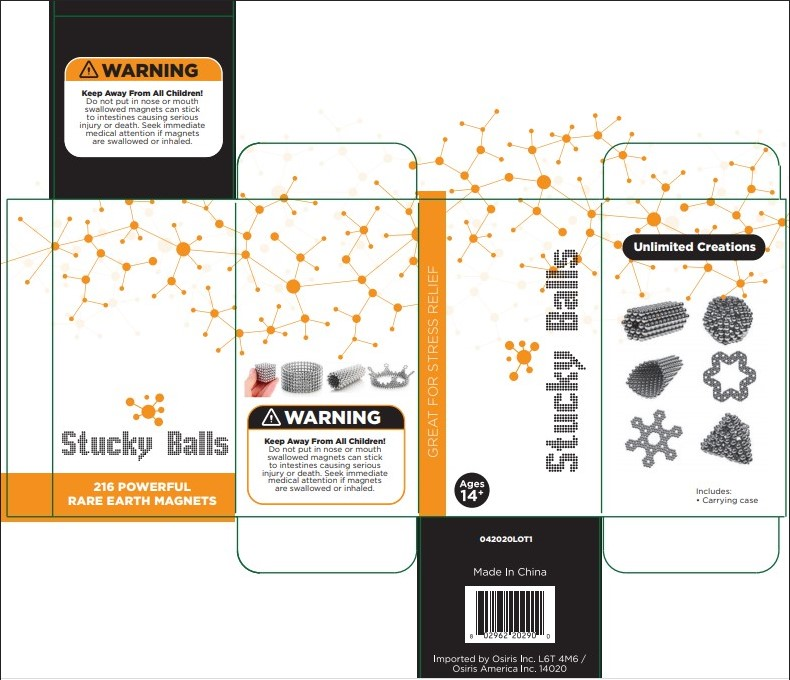 WARNING
Keep Away From All Children!
Do not put in nose or mouth
swallowed magnets can stick
to intestines causing serious
injury or death. Seek immediate
medical attention if magnets
are swallowed or inhaled.
Stucky Balls
216 POWERFUL
RARE EARTH MAGNETS
WARNING
Keep Away From All Children!
Do not put in nose or mouth
swallowed magnets can stick
to intestines causing serious
injury or death. Seek immediate
medical attention if magnets
are swallowed or inhaled.
GREAT FOR STRESS RELIEF
Stucky Balls
Ages
14+
Unlimited Creations
Includes:
• Carrying case
042020LOT1
Made In China
8 02962 20290 0
Imported by Osiris Inc. L6T 4M6 /
Osiris America Inc. 14020